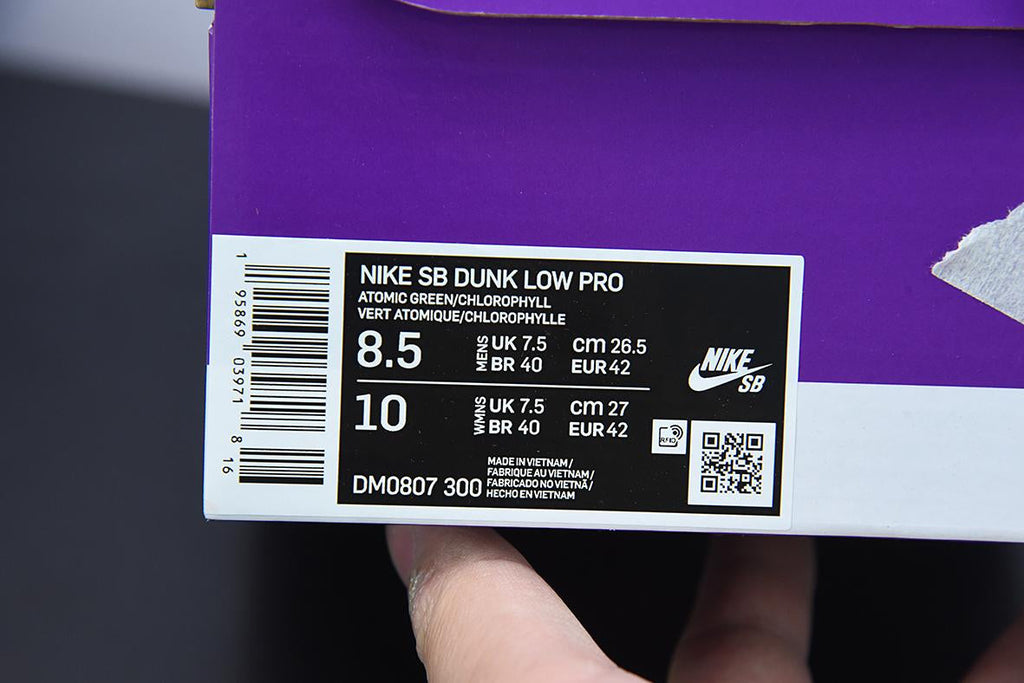 NIKE SB DUNK LOW PRO
ATOMIC GREEN/CHLOROPHYLL
VERT ATOMIQUE/CHLOROPHYLLE
8.5 MENS UK 7.5 cm 26.5
BR 40 EUR 42
10 WMNS UK 7.5 cm 27
BR 40 EUR 42
NIKE
SB
RFID
MADE IN VIETNAM/
FABRIQUE AU VIETNAM/
FABRICADO NO VIETNÃ/
HECHO EN VIETNAM
DM0807 300
1 95869 03971 8 16